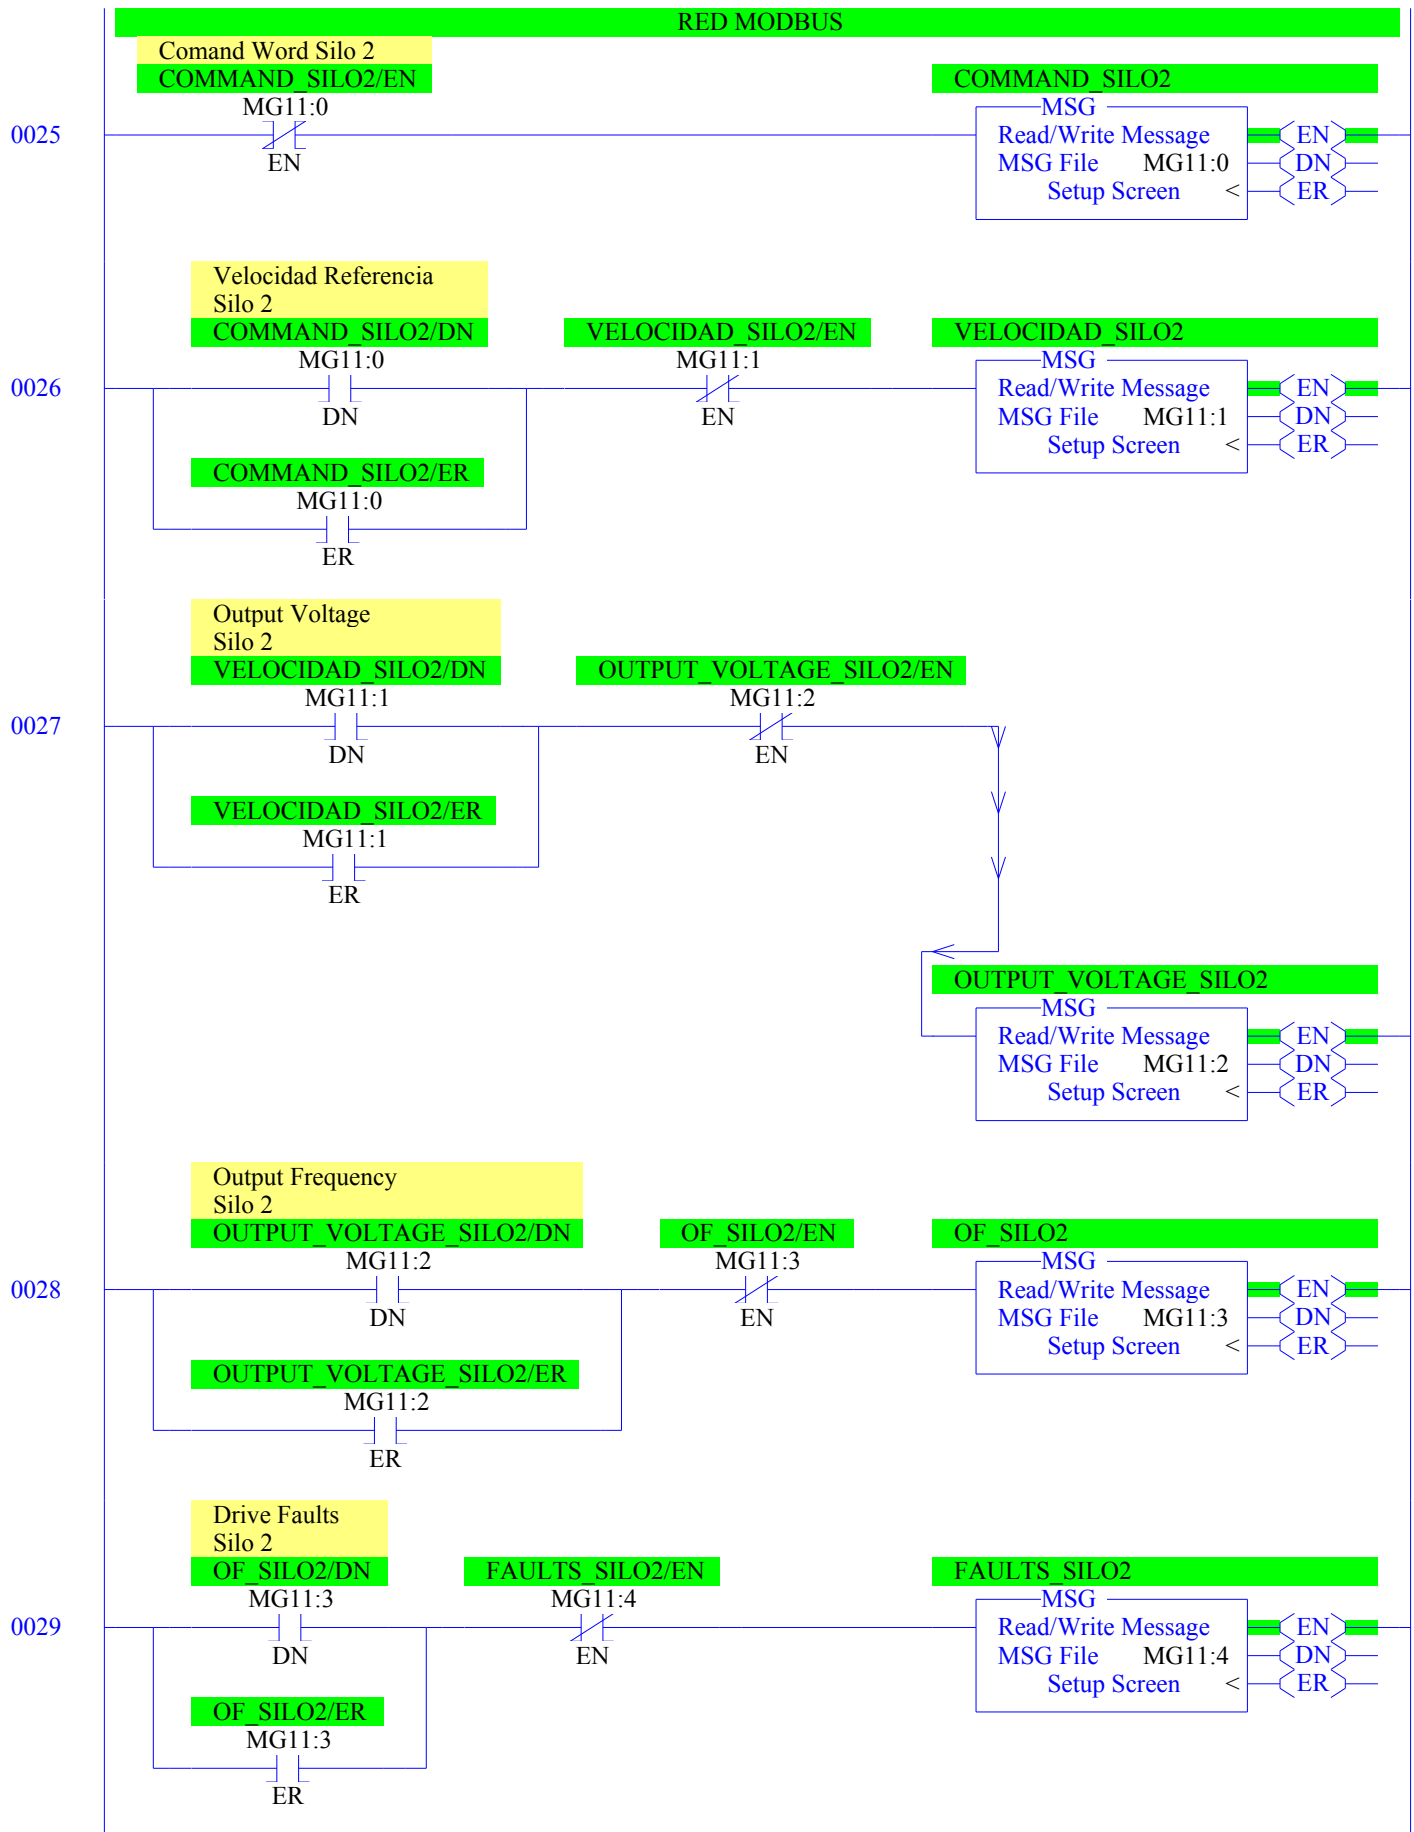 RED MODBUS
Comand Word Silo 2
COMMAND_SILO2/EN
MG11:0
EN
0025
COMMAND_SILO2
MSG
Read/Write Message
MSG File MG11:0
Setup Screen <
EN
DN
ER
Velocidad Referencia
Silo 2
COMMAND_SILO2/DN
MG11:0
DN
COMMAND_SILO2/ER
MG11:0
ER
0026
VELOCIDAD_SILO2/EN
MG11:1
EN
VELOCIDAD_SILO2
MSG
Read/Write Message
MSG File MG11:1
Setup Screen <
EN
DN
ER
Output Voltage
Silo 2
VELOCIDAD_SILO2/DN
MG11:1
DN
VELOCIDAD_SILO2/ER
MG11:1
ER
0027
OUTPUT_VOLTAGE_SILO2/EN
MG11:2
EN
OUTPUT_VOLTAGE_SILO2
MSG
Read/Write Message
MSG File MG11:2
Setup Screen <
EN
DN
ER
Output Frequency
Silo 2
OUTPUT_VOLTAGE_SILO2/DN
MG11:2
DN
OUTPUT_VOLTAGE_SILO2/ER
MG11:2
ER
0028
OF_SILO2/EN
MG11:3
EN
OF_SILO2
MSG
Read/Write Message
MSG File MG11:3
Setup Screen <
EN
DN
ER
Drive Faults
Silo 2
OF_SILO2/DN
MG11:3
DN
OF_SILO2/ER
MG11:3
ER
0029
FAULTS_SILO2/EN
MG11:4
EN
FAULTS_SILO2
MSG
Read/Write Message
MSG File MG11:4
Setup Screen <
EN
DN
ER